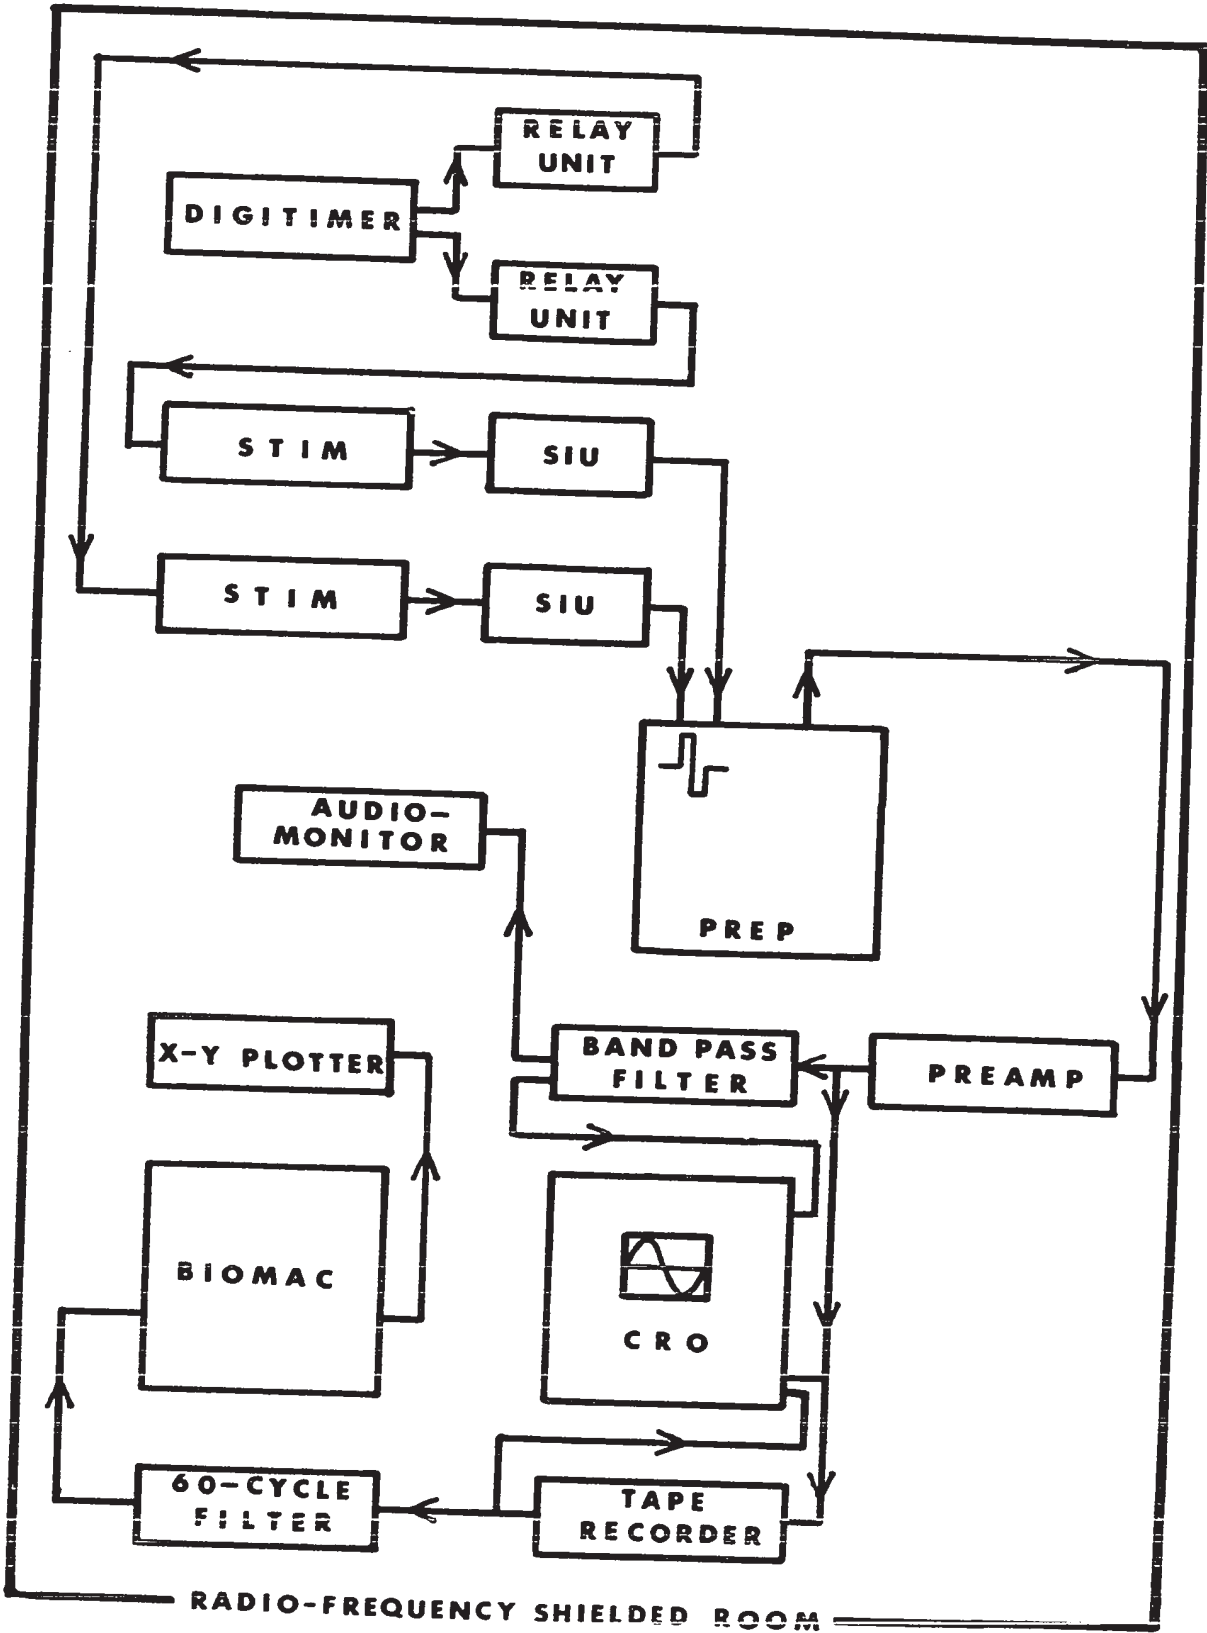 RELAY
UNIT
DIGITIMER
RELAY
UNIT
STIM
SIU
STIM
SIU
AUDIO-
MONITOR
PREP
X-Y PLOTTER
BAND PASS
FILTER
PREAMP
BIOMAC
CRO
60-CYCLE
FILTER
TAPE
RECORDER
RADIO-FREQUENCY SHIELDED ROOM